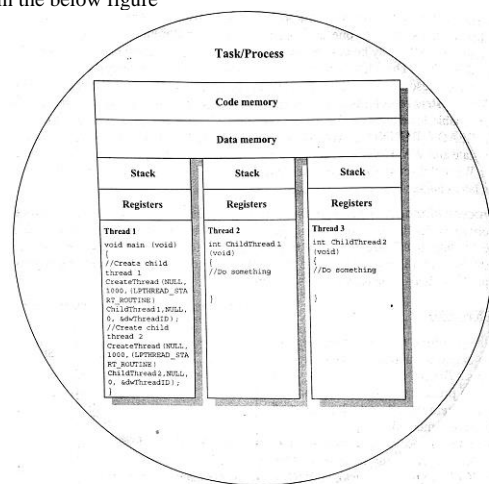 in the below figure
Task/Process
Code memory
Data memory
Stack
Registers
Thread 1
void main (void)
{
//Create child
thread 1
CreateThread(NULL,
1000,(LPTHREAD_STA
RT_ROUTINE)
ChildThread1,NULL,
0, &dwThreadID);
//Create child
thread 2
CreateThread(NULL,
1000,(LPTHREAD_STA
RT_ROUTINE)
ChildThread2,NULL,
0, &dwThreadID);
}
Stack
Registers
Thread 2
int ChildThread1
(void)
{
//Do something
}
Stack
Registers
Thread 3
int ChildThread2
(void)
{
//Do something
}